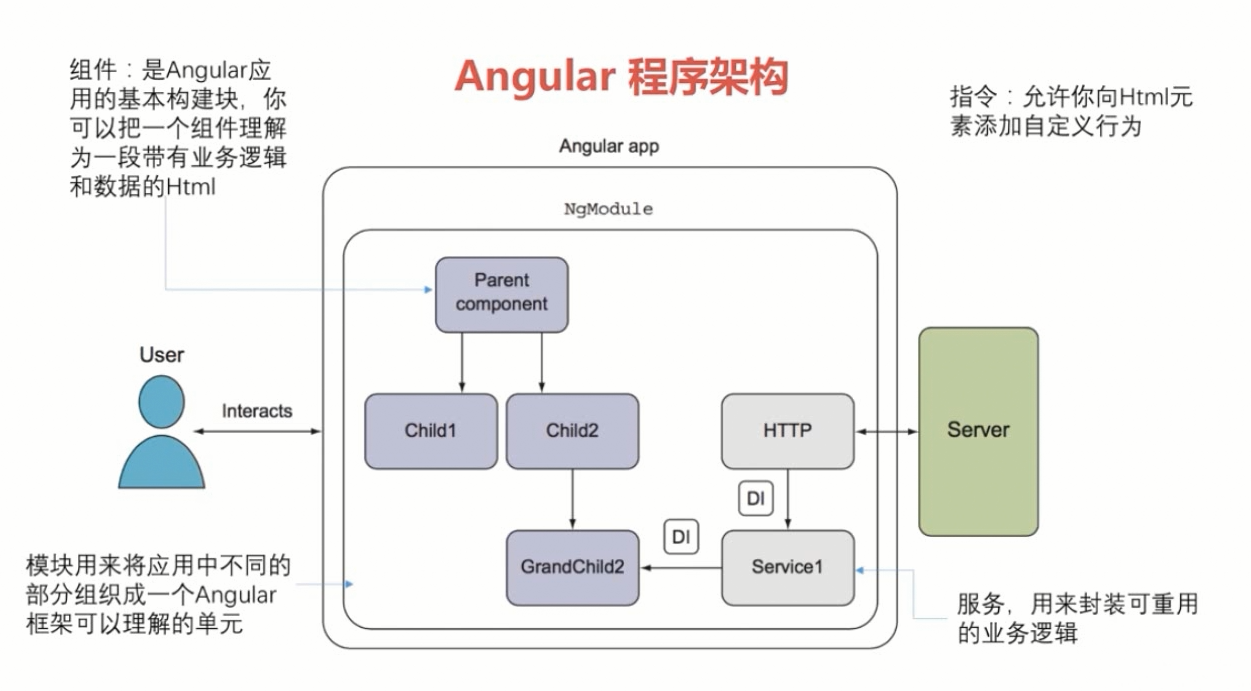 Angular 程序架构
组件：是Angular应
用的基本构建块，你
可以把一个组件理解
为一段带有业务逻辑
和数据的Html
指令：允许你向Html元
素添加自定义行为
Angular app
NgModule
Parent
component
User
Interacts
Child1
Child2
HTTP
Server
DI
DI
GrandChild2
Service1
模块用来将应用中不同的
部分组织成一个Angular
框架可以理解的单元
服务，用来封装可重用
的业务逻辑